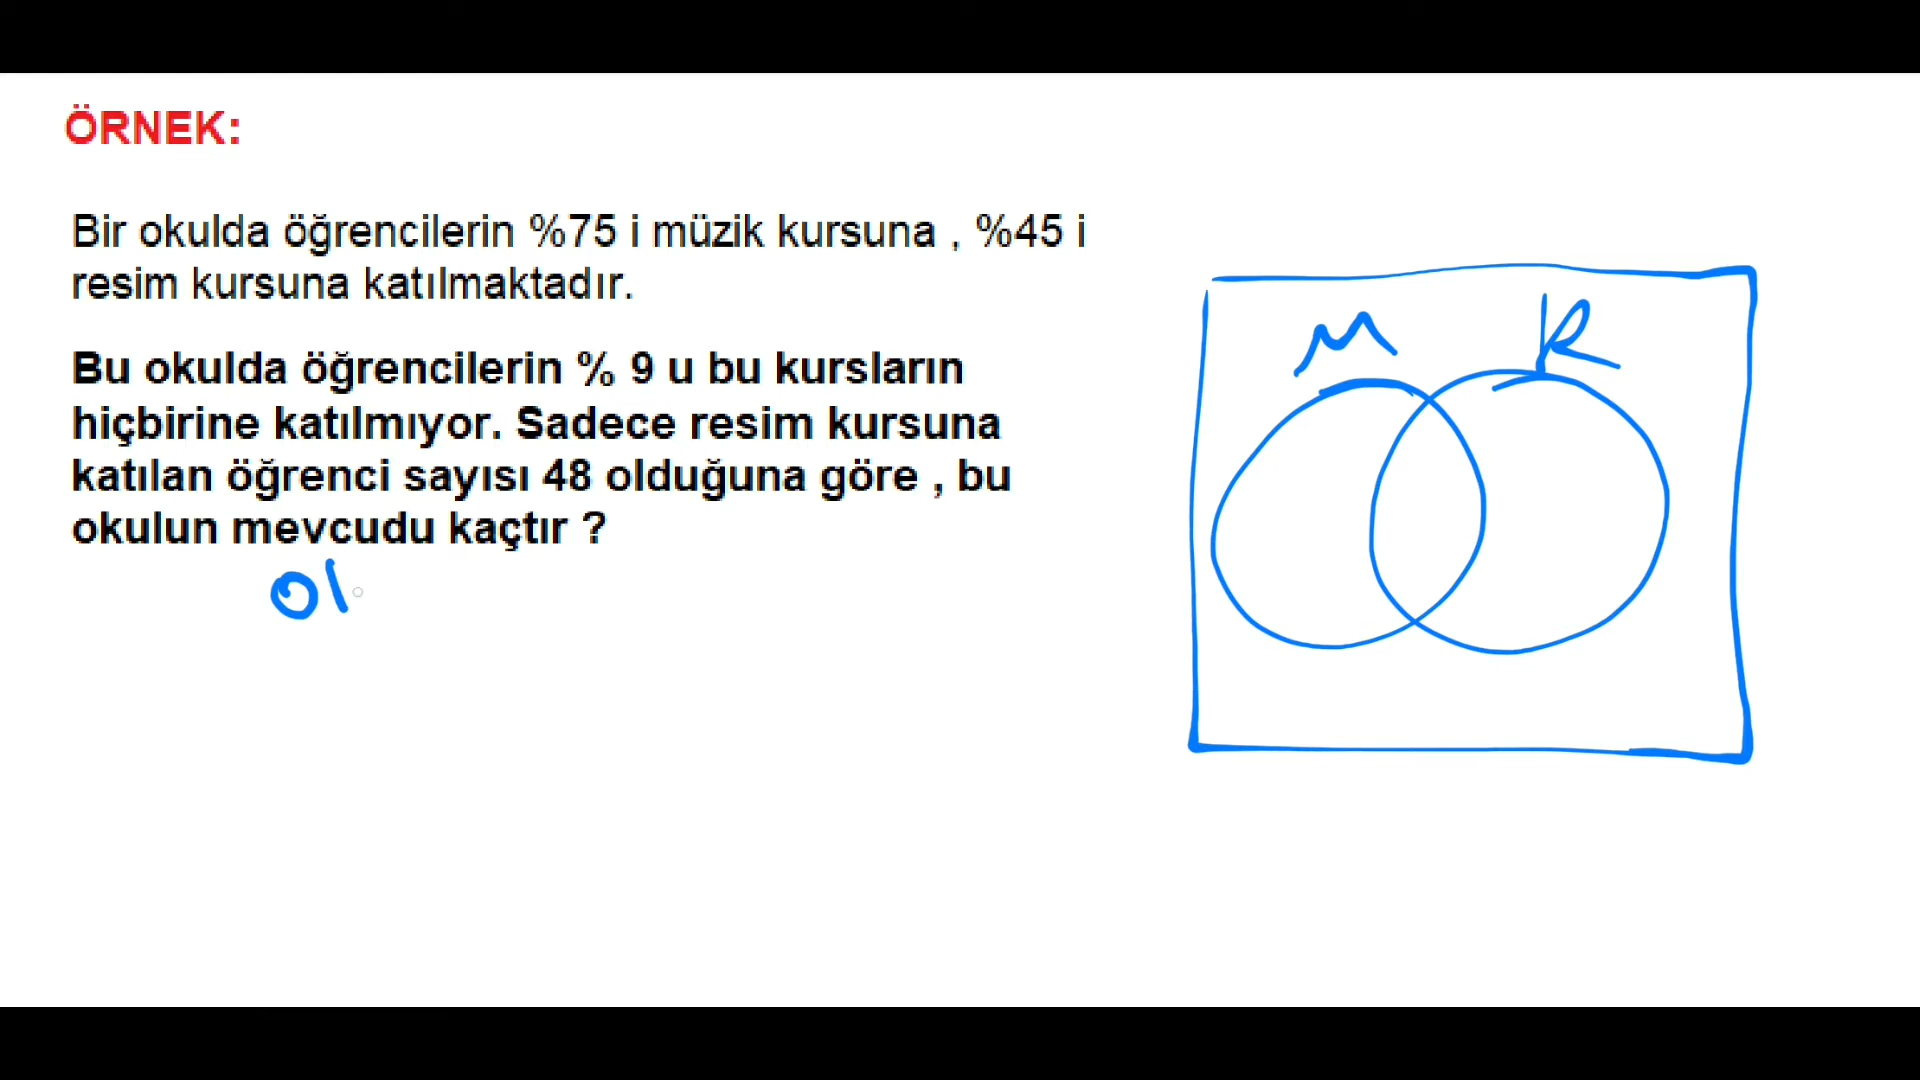 ÖRNEK:
Bir okulda öğrencilerin %75 i müzik kursuna , %45 i
resim kursuna katılmaktadır.
Bu okulda öğrencilerin % 9 u bu kursların
hiçbirine katılmıyor. Sadece resim kursuna
katılan öğrenci sayısı 48 olduğuna göre , bu
okulun mevcudu kaçtır ?
M
R